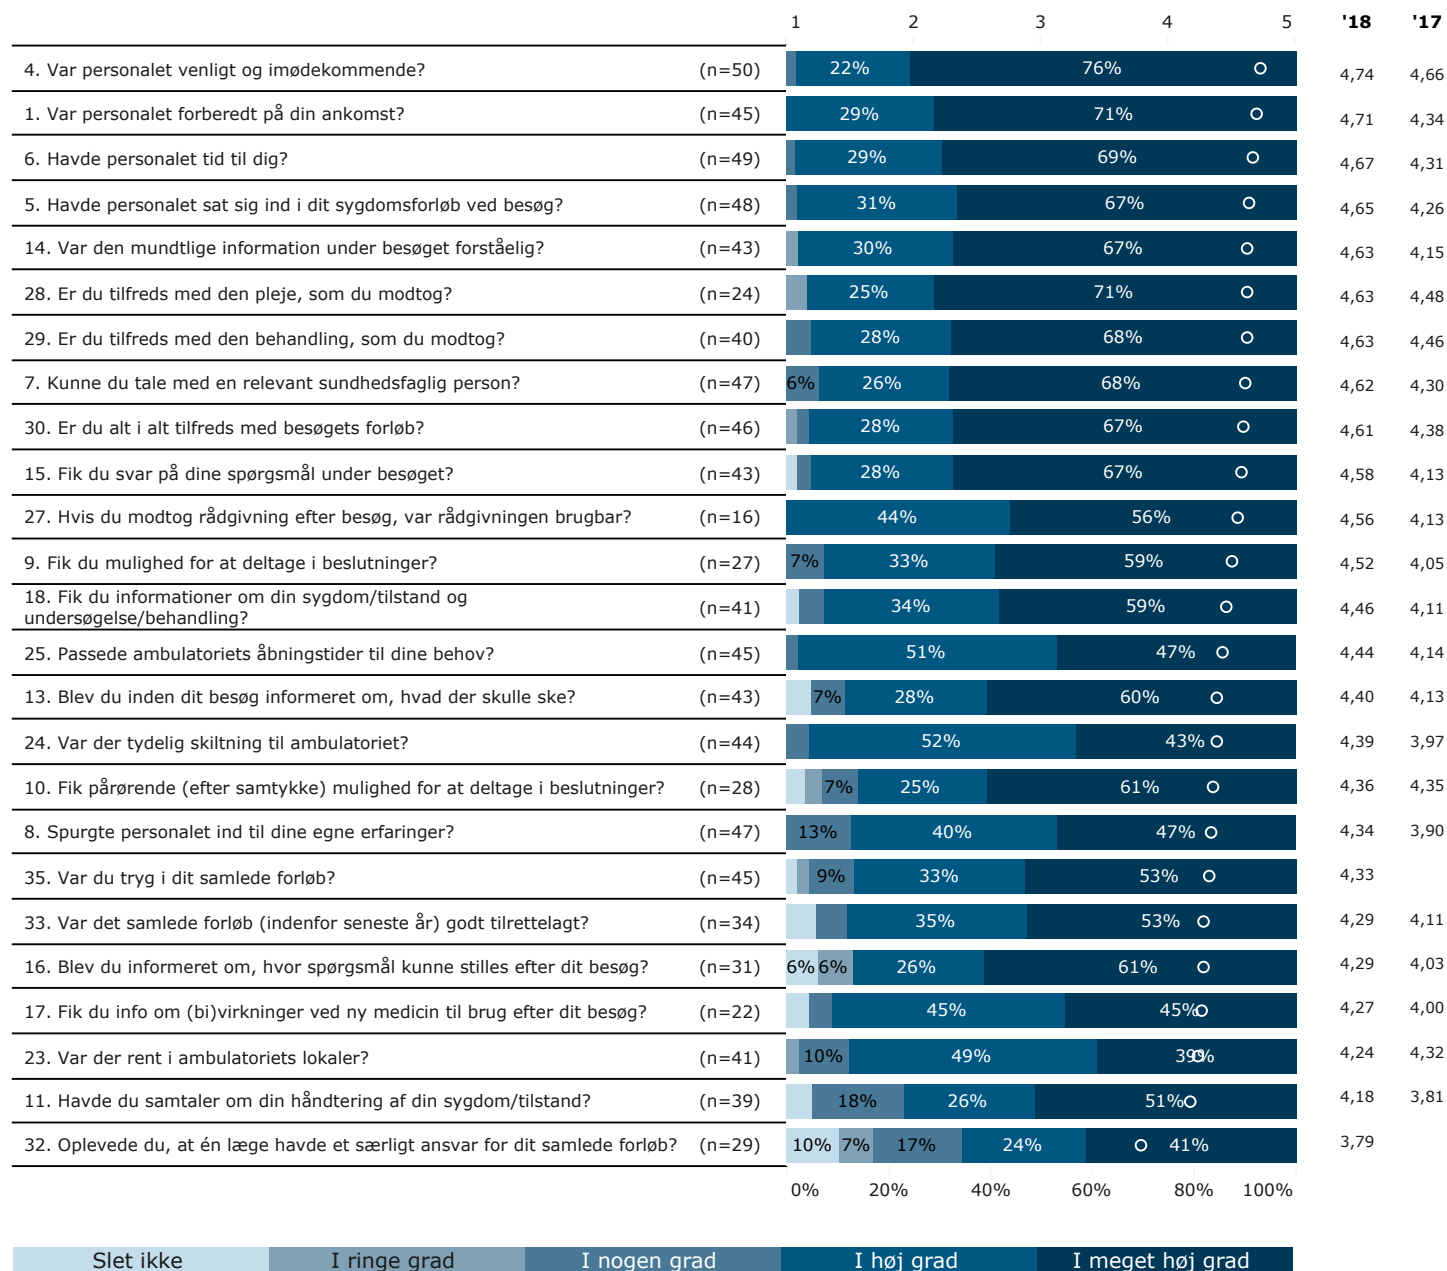 1 2 3 4 5 '18 '17
4. Var personalet venligt og imødekommende? (n=50) 22% 76% 4,74 4,66
1. Var personalet forberedt på din ankomst? (n=45) 29% 71% 4,71 4,34
6. Havde personalet tid til dig? (n=49) 29% 69% 4,67 4,31
5. Havde personalet sat sig ind i dit sygdomsforløb ved besøg? (n=48) 31% 67% 4,65 4,26
14. Var den mundtlige information under besøget forståelig? (n=43) 30% 67% 4,63 4,15
28. Er du tilfreds med den pleje, som du modtog? (n=24) 25% 71% 4,63 4,48
29. Er du tilfreds med den behandling, som du modtog? (n=40) 28% 68% 4,63 4,46
7. Kunne du tale med en relevant sundhedsfaglig person? (n=47) 6% 26% 68% 4,62 4,30
30. Er du alt i alt tilfreds med besøgets forløb? (n=46) 28% 67% 4,61 4,38
15. Fik du svar på dine spørgsmål under besøget? (n=43) 28% 67% 4,58 4,13
27. Hvis du modtog rådgivning efter besøg, var rådgivningen brugbar? (n=16) 44% 56% 4,56 4,13
9. Fik du mulighed for at deltage i beslutninger? (n=27) 7% 33% 59% 4,52 4,05
18. Fik du informationer om din sygdom/tilstand og
undersøgelse/behandling? (n=41) 34% 59% 4,46 4,11
25. Passede ambulatoriets åbningstider til dine behov? (n=45) 51% 47% 4,44 4,14
13. Blev du inden dit besøg informeret om, hvad der skulle ske? (n=43) 7% 28% 60% 4,40 4,13
24. Var der tydelig skiltning til ambulatoriet? (n=44) 52% 43% 4,39 3,97
10. Fik pårørende (efter samtykke) mulighed for at deltage i beslutninger? (n=28) 7% 25% 61% 4,36 4,35
8. Spurgte personalet ind til dine egne erfaringer? (n=47) 13% 40% 47% 4,34 3,90
35. Var du tryg i dit samlede forløb? (n=45) 9% 33% 53% 4,33
33. Var det samlede forløb (indenfor seneste år) godt tilrettelagt? (n=34) 35% 53% 4,29 4,11
16. Blev du informeret om, hvor spørgsmål kunne stilles efter dit besøg? (n=31) 6% 6% 26% 61% 4,29 4,03
17. Fik du info om (bi)virkninger ved ny medicin til brug efter dit besøg? (n=22) 45% 45% 4,27 4,00
23. Var der rent i ambulatoriets lokaler? (n=41) 10% 49% 39% 4,24 4,32
11. Havde du samtaler om din håndtering af din sygdom/tilstand? (n=39) 18% 26% 51% 4,18 3,81
32. Oplevede du, at én læge havde et særligt ansvar for dit samlede forløb? (n=29) 10% 7% 17% 24% 41% 3,79
0% 20% 40% 60% 80% 100%
Slet ikke I ringe grad I nogen grad I høj grad I meget høj grad